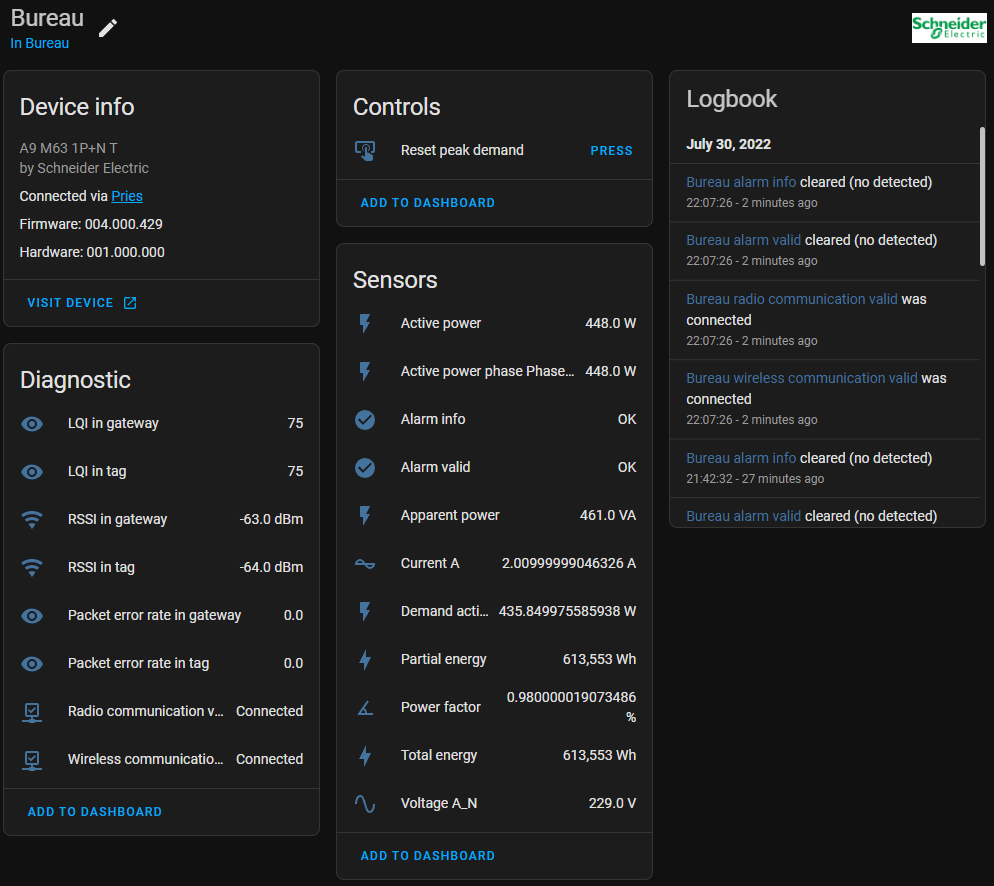 Bureau
In Bureau
Schneider
Electric
Device info
A9 M63 1P+N T
by Schneider Electric
Connected via Pries
Firmware: 004.000.429
Hardware: 001.000.000
VISIT DEVICE
Diagnostic
LQI in gateway 75
LQI in tag 75
RSSI in gateway -63.0 dBm
RSSI in tag -64.0 dBm
Packet error rate in gateway 0.0
Packet error rate in tag 0.0
Radio communication v... Connected
Wireless communicatio... Connected
ADD TO DASHBOARD
Controls
Reset peak demand PRESS
ADD TO DASHBOARD
Sensors
Active power 448.0 W
Active power phase Phase... 448.0 W
Alarm info OK
Alarm valid OK
Apparent power 461.0 VA
Current A 2.00999999046326 A
Demand acti... 435.849975585938 W
Partial energy 613,553 Wh
Power factor 0.980000019073486
%
Total energy 613,553 Wh
Voltage A_N 229.0 V
ADD TO DASHBOARD
Logbook
July 30, 2022
Bureau alarm info cleared (no detected)
22:07:26 - 2 minutes ago
Bureau alarm valid cleared (no detected)
22:07:26 - 2 minutes ago
Bureau radio communication valid was
connected
22:07:26 - 2 minutes ago
Bureau wireless communication valid was
connected
22:07:26 - 2 minutes ago
Bureau alarm info cleared (no detected)
21:42:32 - 27 minutes ago
Bureau alarm valid cleared (no detected)